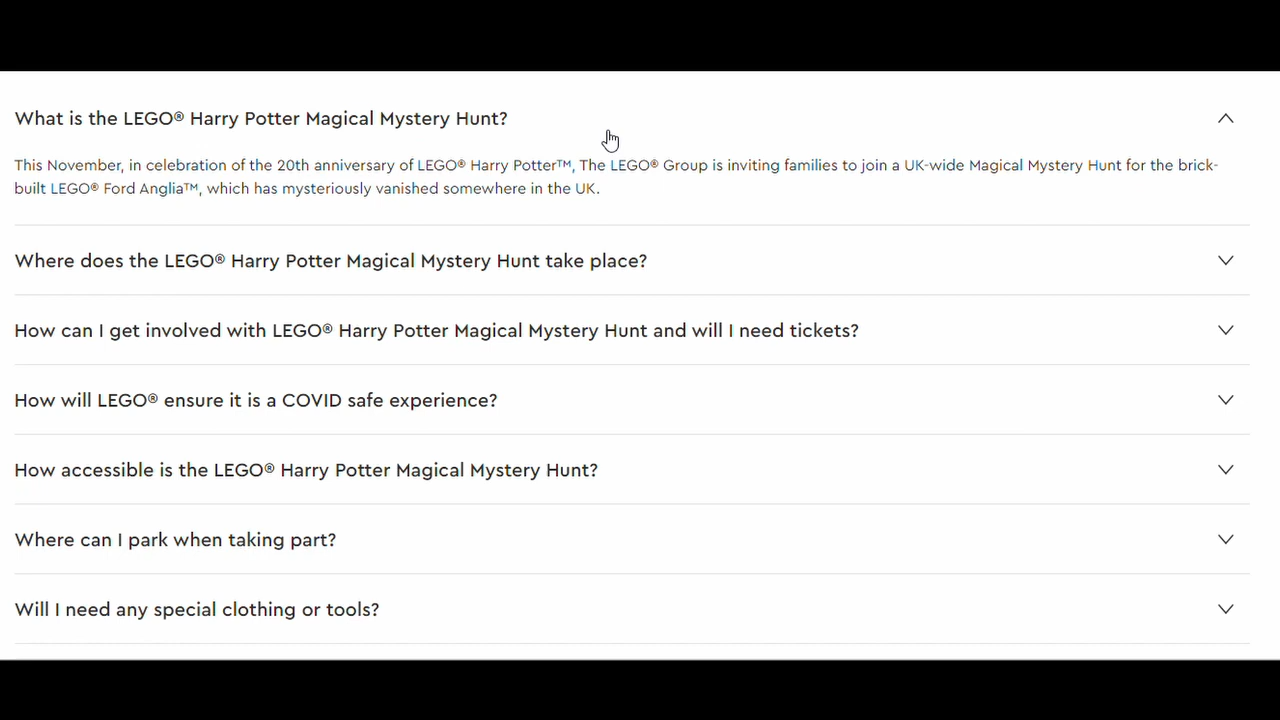 What is the LEGO® Harry Potter Magical Mystery Hunt?
This November, in celebration of the 20th anniversary of LEGO® Harry Potter™, The LEGO® Group is inviting families to join a UK-wide Magical Mystery Hunt for the brick-
built LEGO® Ford Anglia™, which has mysteriously vanished somewhere in the UK.
Where does the LEGO® Harry Potter Magical Mystery Hunt take place?
How can I get involved with LEGO® Harry Potter Magical Mystery Hunt and will I need tickets?
How will LEGO® ensure it is a COVID safe experience?
How accessible is the LEGO® Harry Potter Magical Mystery Hunt?
Where can I park when taking part?
Will I need any special clothing or tools?